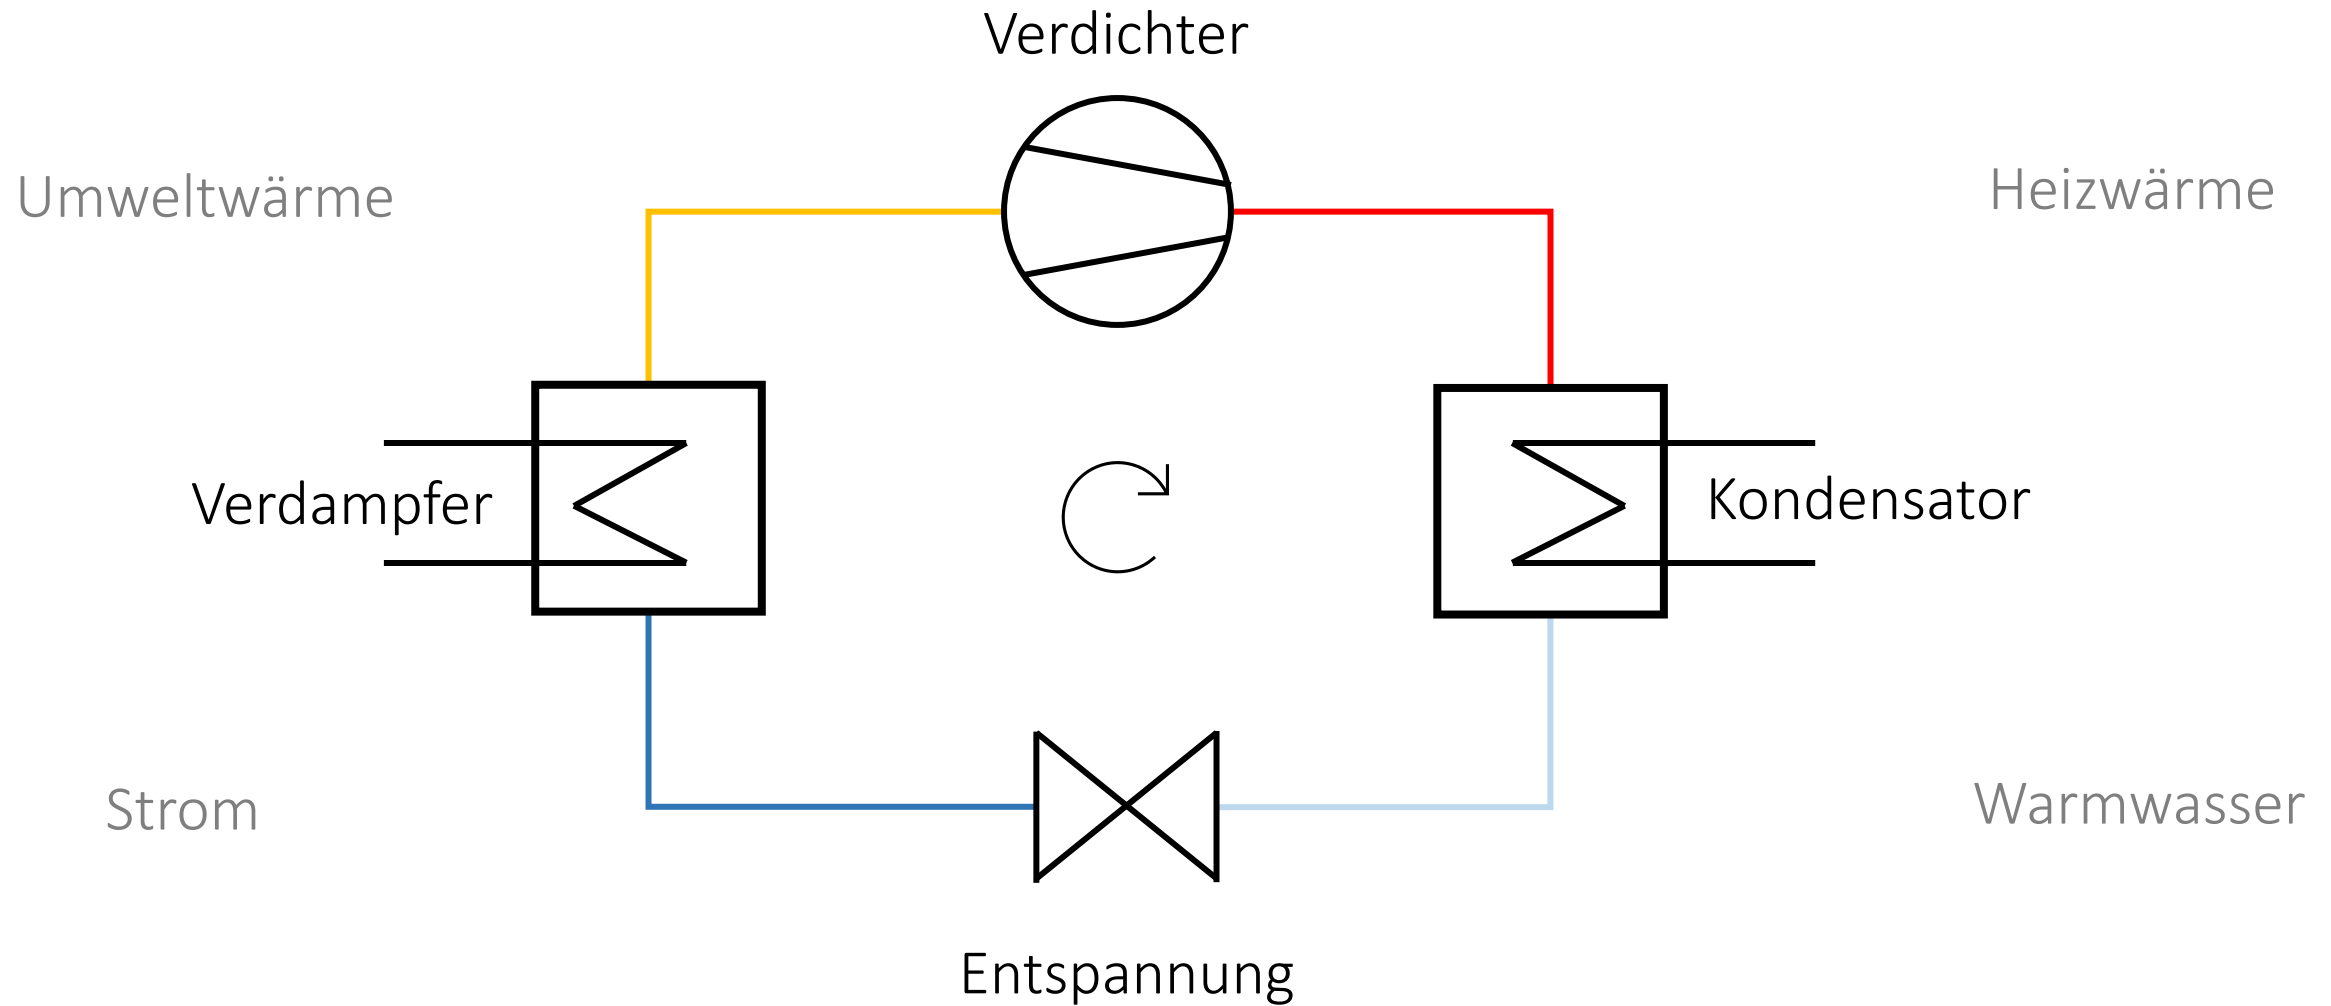 Verdichter
Umweltwärme
Heizwärme
Verdampfer
Kondensator
Strom
Warmwasser
Entspannung